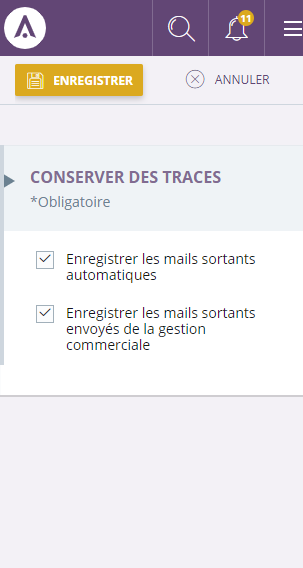 11
ENREGISTRER
ANNULER
CONSERVER DES TRACES
*Obligatoire
Enregistrer les mails sortants
automatiques
Enregistrer les mails sortants
envoyés de la gestion
commerciale